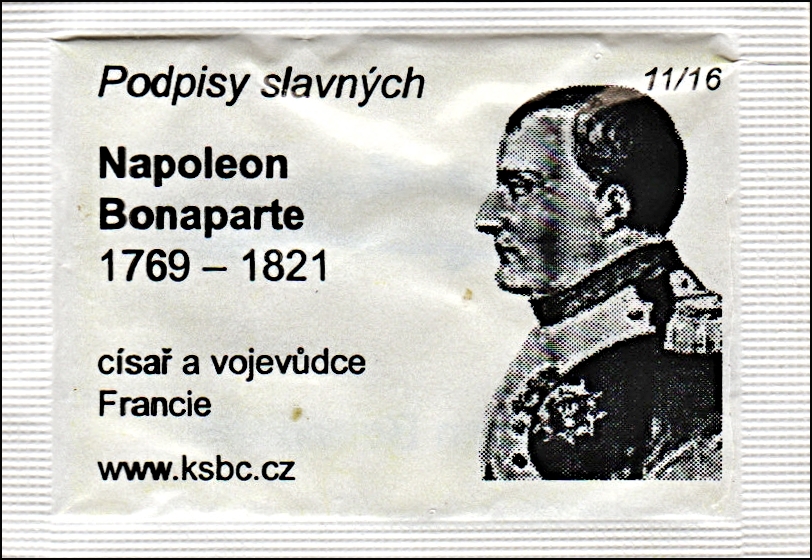 Podpisy slavných
11/16
Napoleon
Bonaparte
1769 – 1821
císař a vojevůdce
Francie
www.ksbc.cz